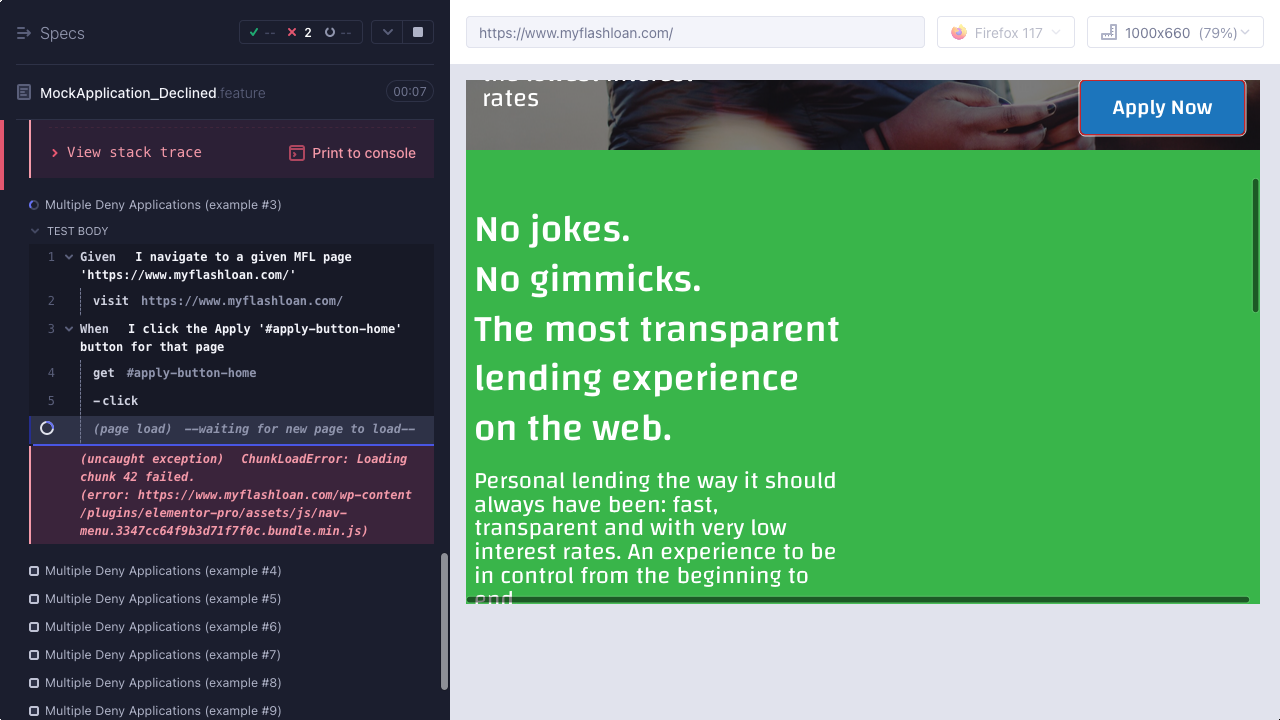 Specs
-- 2 --
MockApplication_Declined.feature
00:07
View stack trace
Print to console
Multiple Deny Applications (example #3)
TEST BODY
1 Given I navigate to a given MFL page
'https://www.myflashloan.com/'
2 visit https://www.myflashloan.com/
3 When I click the Apply '#apply-button-home'
button for that page
4 get #apply-button-home
5 -click
(page load) --waiting for new page to load--
(uncaught exception) ChunkLoadError: Loading
chunk 42 failed.
(error: https://www.myflashloan.com/wp-content
/plugins/elementor-pro/assets/js/nav-
menu.3347cc64f9b3d71f7f0c.bundle.min.js)
Multiple Deny Applications (example #4)
Multiple Deny Applications (example #5)
Multiple Deny Applications (example #6)
Multiple Deny Applications (example #7)
Multiple Deny Applications (example #8)
Multiple Deny Applications (example #9)
https://www.myflashloan.com/
Firefox 117
1000x660 (79%)
the lowest interest
rates
Apply Now
No jokes.
No gimmicks.
The most transparent
lending experience
on the web.
Personal lending the way it should
always have been: fast,
transparent and with very low
interest rates. An experience to be
in control from the beginning to
end